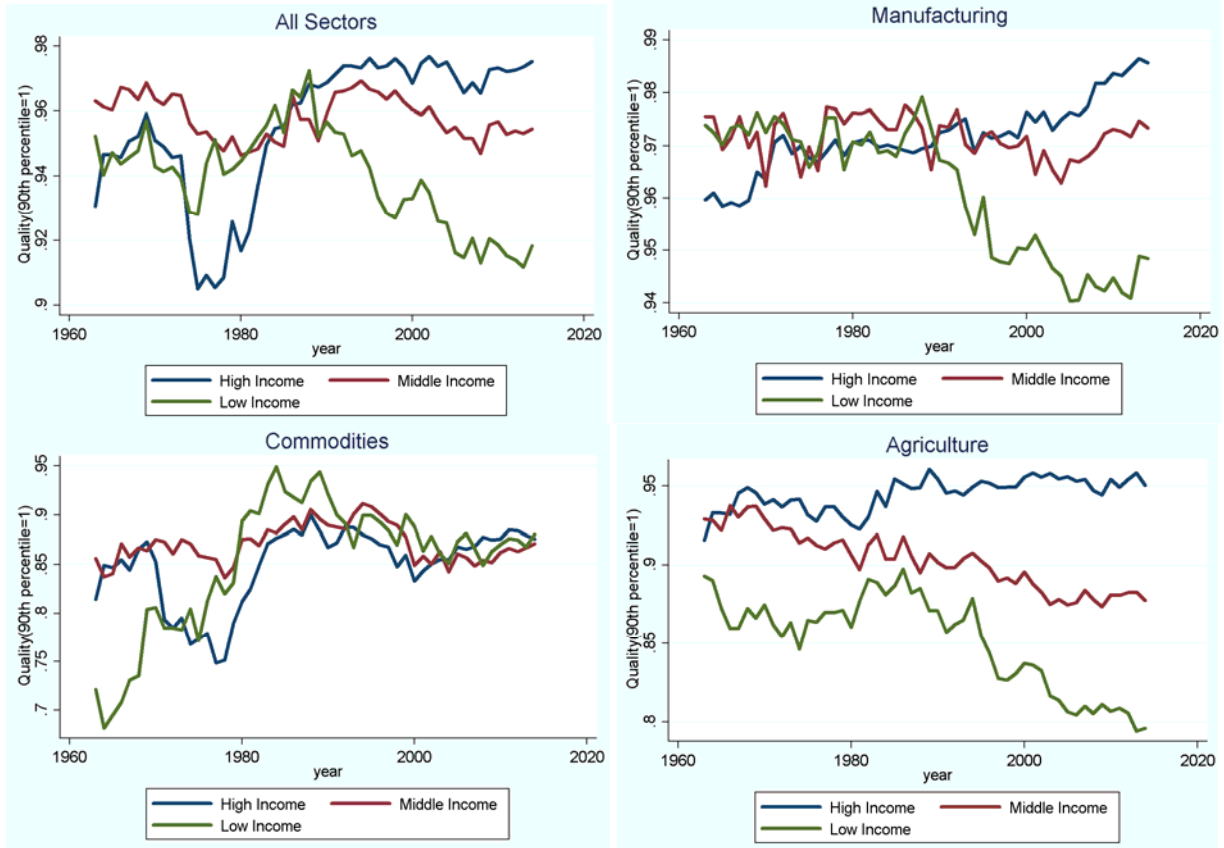 All Sectors
Quality(90th percentile=1)
.98
.96
.94
.92
.9
1960
1980
2000
2020
year
High Income
Middle Income
Low Income
Manufacturing
Quality(90th percentile=1)
.99
.98
.97
.96
.95
.94
1960
1980
2000
2020
year
High Income
Middle Income
Low Income
Commodities
Quality(90th percentile=1)
.95
.9
.85
.8
.75
.7
1960
1980
2000
2020
year
High Income
Middle Income
Low Income
Agriculture
Quality(90th percentile=1)
.95
.9
.85
.8
1960
1980
2000
2020
year
High Income
Middle Income
Low Income